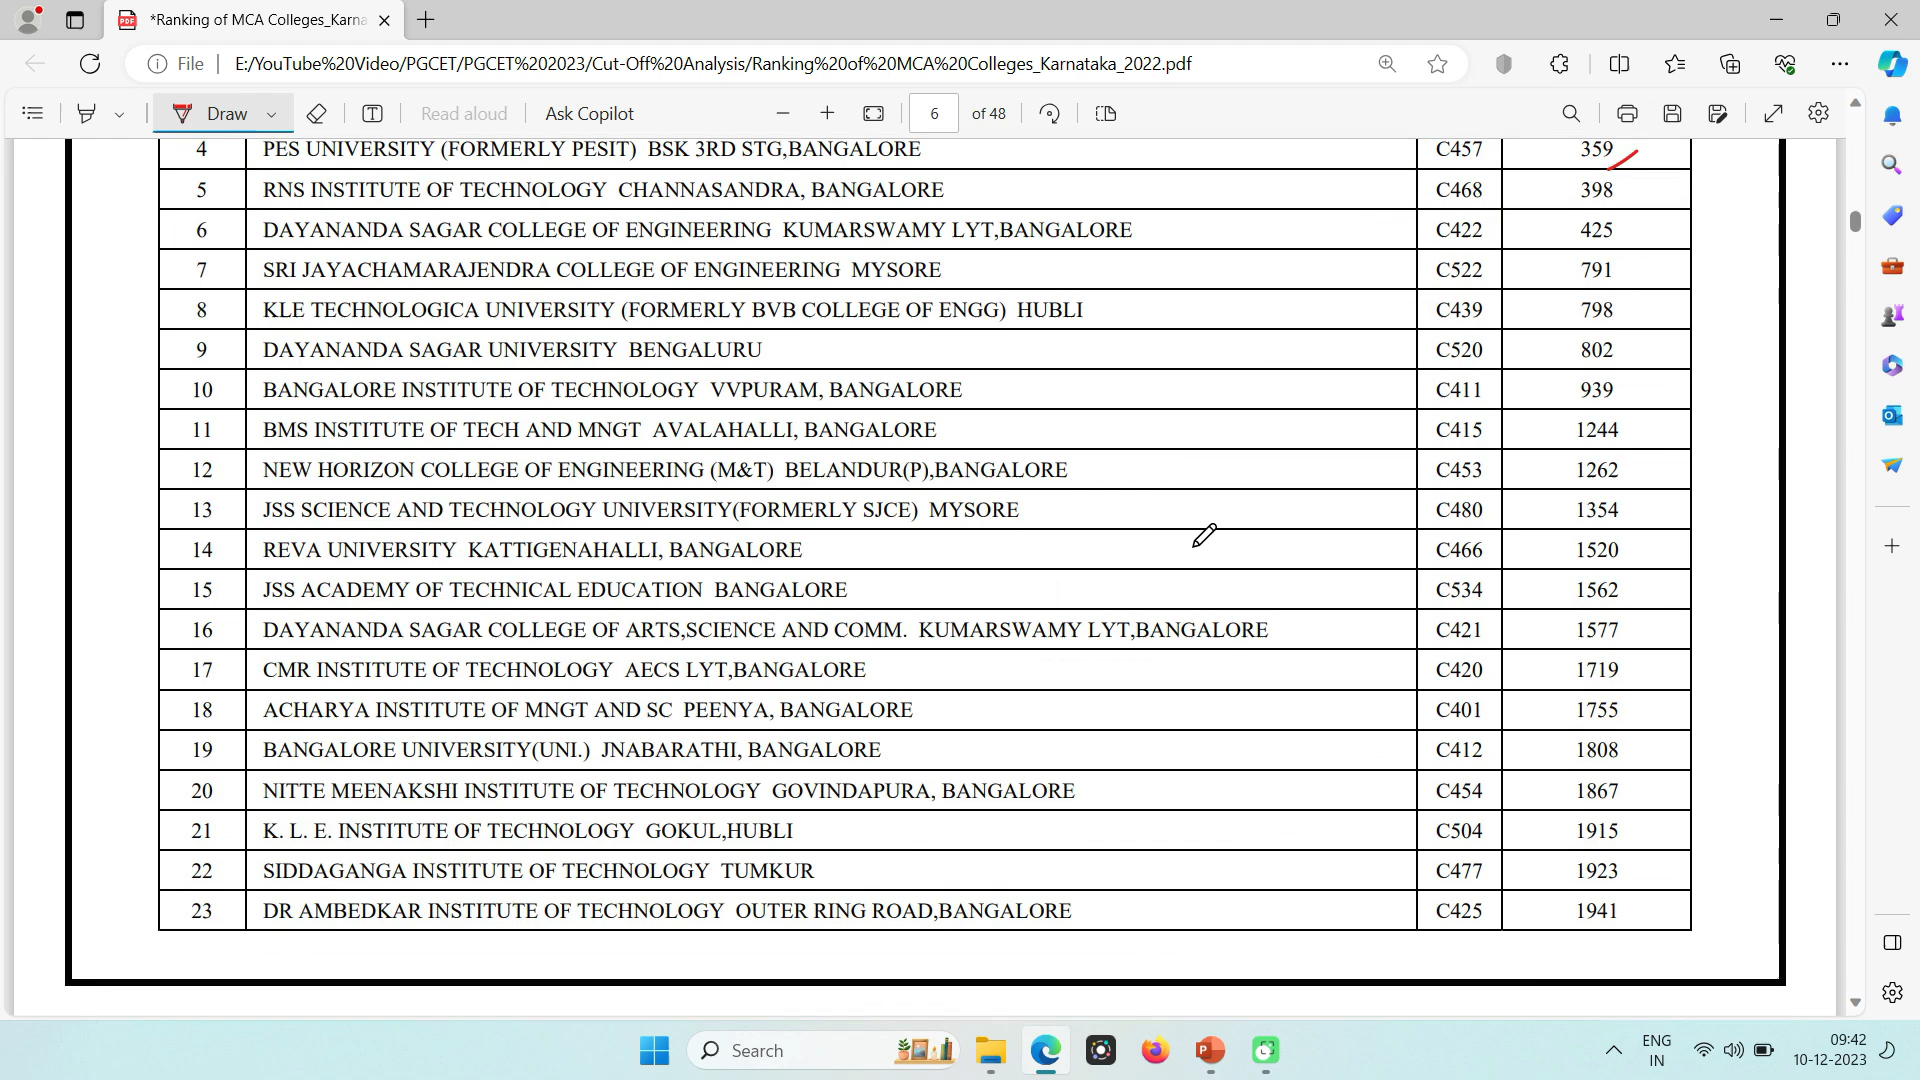 *Ranking of MCA Colleges_Karna
File
E:/YouTube%20Video/PGCET/PGCET%202023/Cut-Off%20Analysis/Ranking%20of%20MCA%20Colleges_Karnataka_2022.pdf
Draw
Read aloud
Ask Copilot
6 of 48
4 PES UNIVERSITY (FORMERLY PESIT) BSK 3RD STG,BANGALORE C457 359
5 RNS INSTITUTE OF TECHNOLOGY CHANNASANDRA, BANGALORE C468 398
6 DAYANANDA SAGAR COLLEGE OF ENGINEERING KUMARSWAMY LYT,BANGALORE C422 425
7 SRI JAYACHAMARAJENDRA COLLEGE OF ENGINEERING MYSORE C522 791
8 KLE TECHNOLOGICA UNIVERSITY (FORMERLY BVB COLLEGE OF ENGG) HUBLI C439 798
9 DAYANANDA SAGAR UNIVERSITY BENGALURU C520 802
10 BANGALORE INSTITUTE OF TECHNOLOGY VVPURAM, BANGALORE C411 939
11 BMS INSTITUTE OF TECH AND MNGT AVALAHALLI, BANGALORE C415 1244
12 NEW HORIZON COLLEGE OF ENGINEERING (M&T) BELANDUR(P),BANGALORE C453 1262
13 JSS SCIENCE AND TECHNOLOGY UNIVERSITY(FORMERLY SJCE) MYSORE C480 1354
14 REVA UNIVERSITY KATTIGENAHALLI, BANGALORE C466 1520
15 JSS ACADEMY OF TECHNICAL EDUCATION BANGALORE C534 1562
16 DAYANANDA SAGAR COLLEGE OF ARTS,SCIENCE AND COMM. KUMARSWAMY LYT,BANGALORE C421 1577
17 CMR INSTITUTE OF TECHNOLOGY AECS LYT,BANGALORE C420 1719
18 ACHARYA INSTITUTE OF MNGT AND SC PEENYA, BANGALORE C401 1755
19 BANGALORE UNIVERSITY(UNI.) JNABARATHI, BANGALORE C412 1808
20 NITTE MEENAKSHI INSTITUTE OF TECHNOLOGY GOVINDAPURA, BANGALORE C454 1867
21 K. L. E. INSTITUTE OF TECHNOLOGY GOKUL,HUBLI C504 1915
22 SIDDAGANGA INSTITUTE OF TECHNOLOGY TUMKUR C477 1923
23 DR AMBEDKAR INSTITUTE OF TECHNOLOGY OUTER RING ROAD,BANGALORE C425 1941
Search
ENG
IN
09:42
10-12-2023